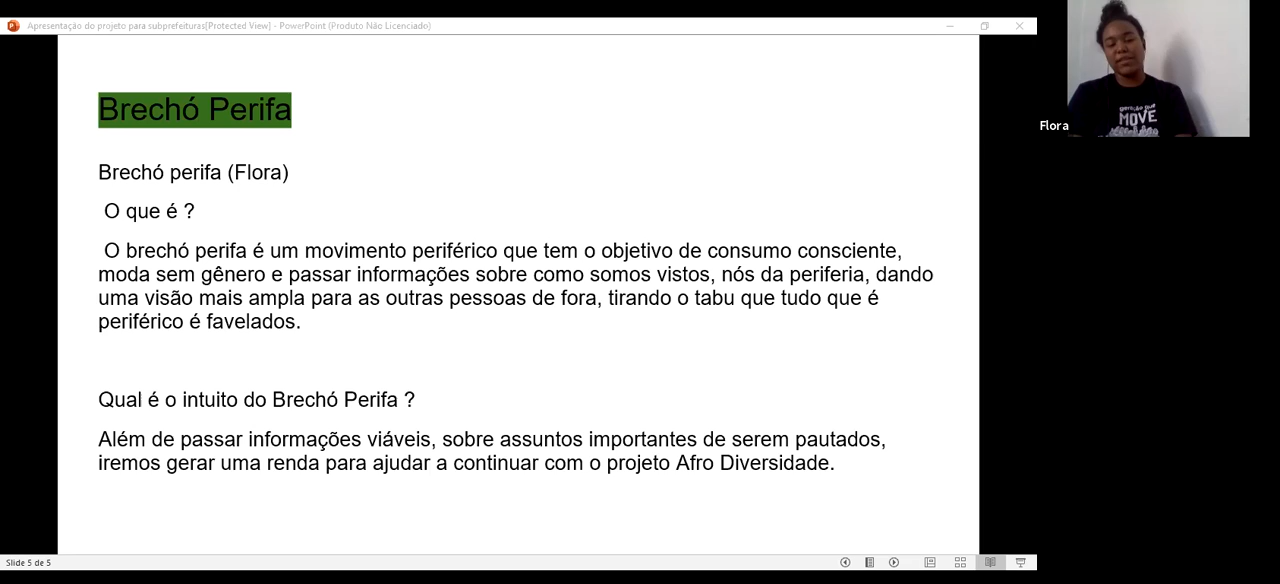 Apresentação do projeto para subprefeituras[Protected View] - PowerPoint (Produto Não Licenciado)
Brechó Perifa
Brechó perifa (Flora)
O que é ?
O brechó perifa é um movimento periférico que tem o objetivo de consumo consciente,
moda sem gênero e passar informações sobre como somos vistos, nós da periferia, dando
uma visão mais ampla para as outras pessoas de fora, tirando o tabu que tudo que é
periférico é favelados.
Qual é o intuito do Brechó Perifa ?
Além de passar informações viáveis, sobre assuntos importantes de serem pautados,
iremos gerar uma renda para ajudar a continuar com o projeto Afro Diversidade.
Slide 5 de 5
geração que
MOVE
Flora